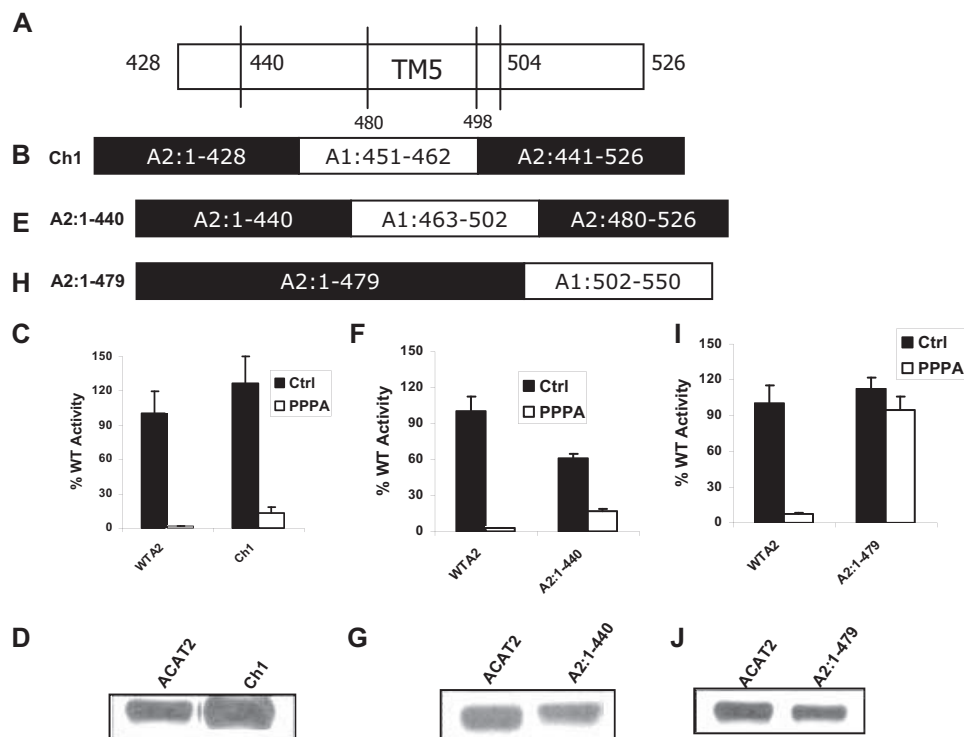 A
428 440 TM5 504 526
480 498
B Ch1 A2:1-428 A1:451-462 A2:441-526
E A2:1-440 A2:1-440 A1:463-502 A2:480-526
H A2:1-479 A2:1-479 A1:502-550
C
% WT Activity
150
120
90
60
30
0
Ctrl
PPPA
WTA2
Ch1
F
% WT Activity
150
120
90
60
30
0
Ctrl
PPPA
WTA2
A2:1-440
I
% WT Activity
150
120
90
60
30
0
Ctrl
PPPA
WTA2
A2:1-479
D
ACAT2
Ch1
G
ACAT2
A2:1-440
J
ACAT2
A2:1-479